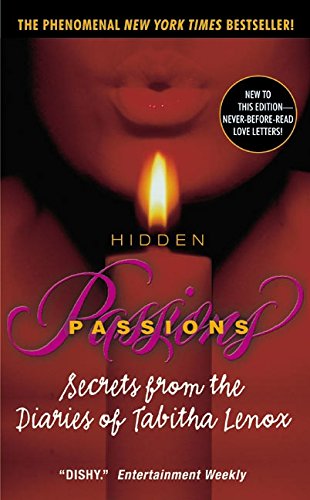 THE PHENOMENAL NEW YORK TIMES BESTSELLER!
NEW TO
THIS EDITION—
NEVER-BEFORE-READ
LOVE LETTERS!
HIDDEN
Passions
PASSIONS
Secrets from the
Diaries of Tabitha Lenox
“DISHY.” Entertainment Weekly